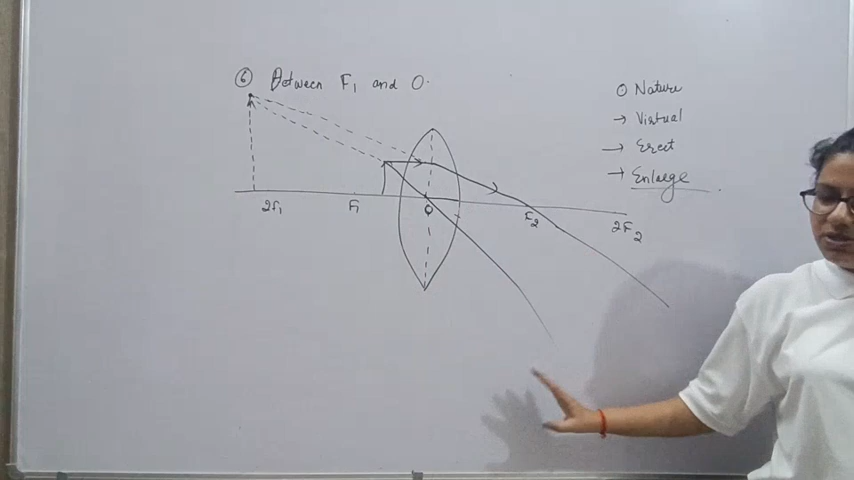 ⑥ Between F₁ and O.
O Nature
→ Virtual
→ Erect
→ Enlarge
2F₁
F₁
O
F₂
2F₂